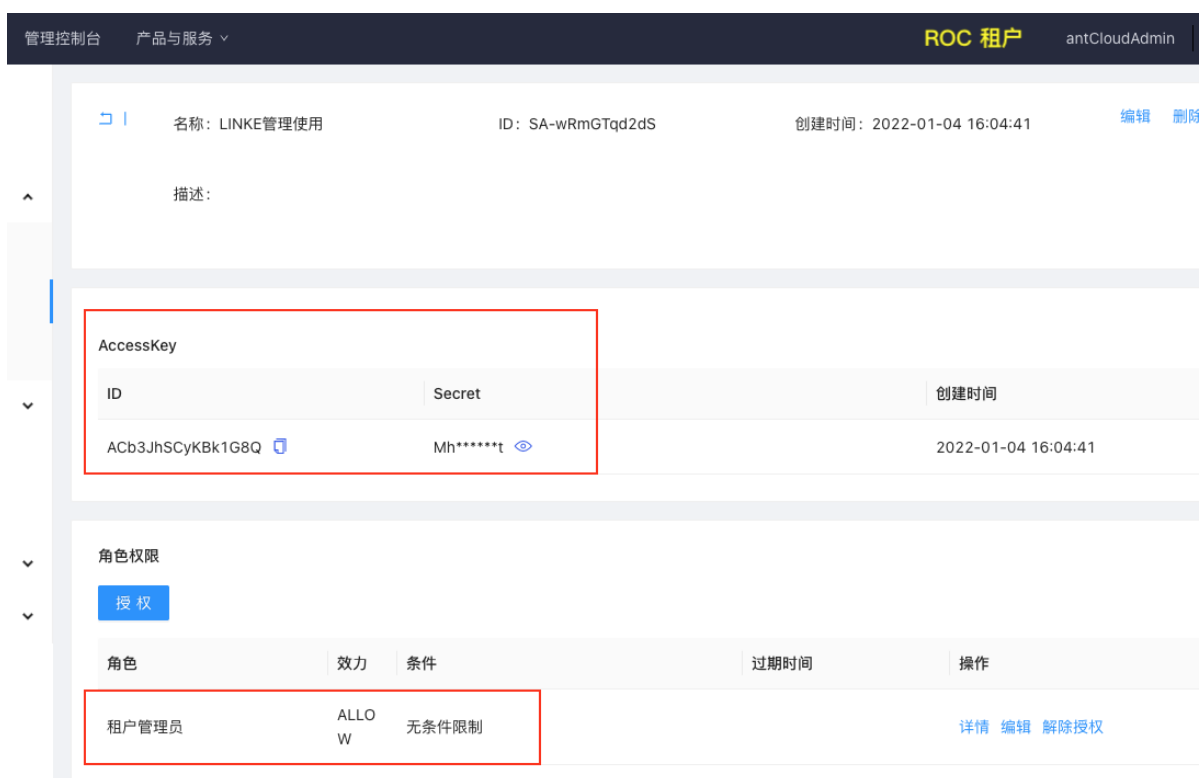 管理控制台 产品与服务 ROC 租户 antCloudAdmin
名称：LINKE管理使用 ID：SA-wRmGTqd2dS 创建时间：2022-01-04 16:04:41 编辑 删除
描述：
AccessKey
ID Secret 创建时间
ACb3JhSCyKBk1G8Q Mh******t 2022-01-04 16:04:41
角色权限
授 权
角色 效力 条件 过期时间 操作
租户管理员 ALLO
W 无条件限制 详情 编辑 解除授权